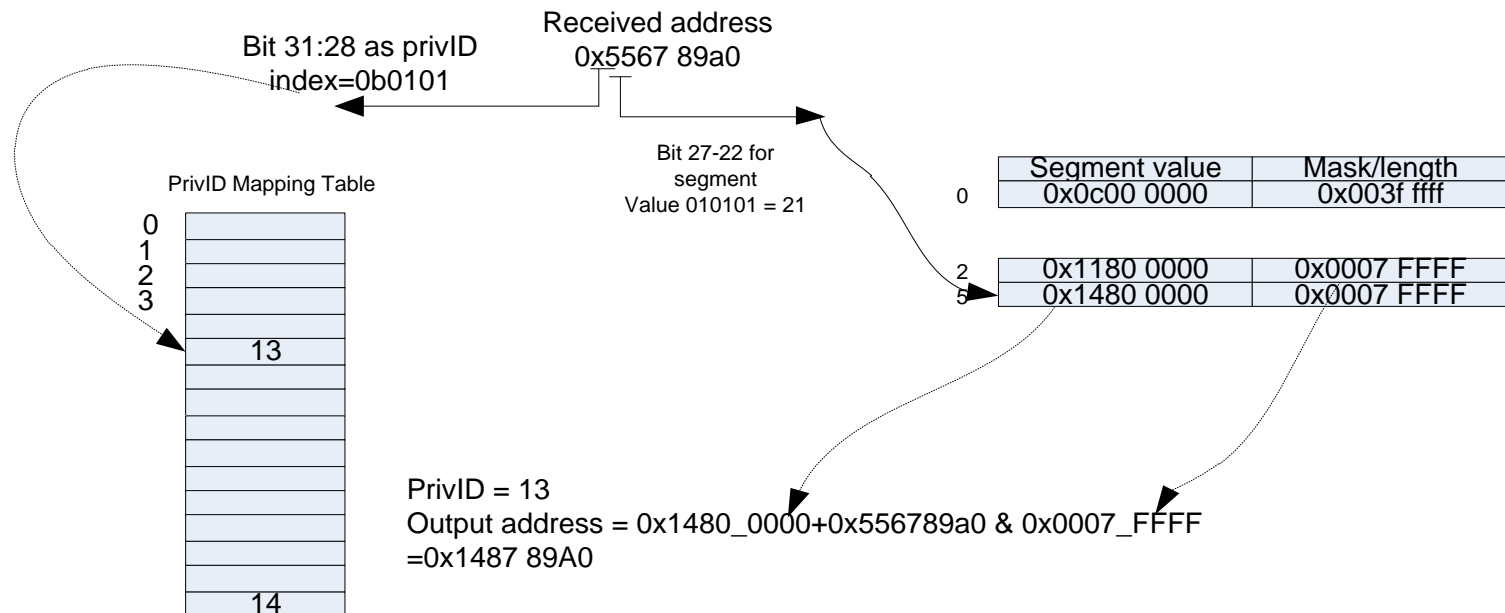 Received address
0x5567 89a0
Bit 31:28 as privID
index=0b0101
Bit 27-22 for
segment
Value 010101 = 21
PrivID Mapping Table
0
1
2
3
13
14
Segment value Mask/length
0 0x0c00 0000 0x003f ffff
2 0x1180 0000 0x0007 FFFF
5 0x1480 0000 0x0007 FFFF
PrivID = 13
Output address = 0x1480_0000+0x556789a0 & 0x0007_FFFF
=0x1487 89A0